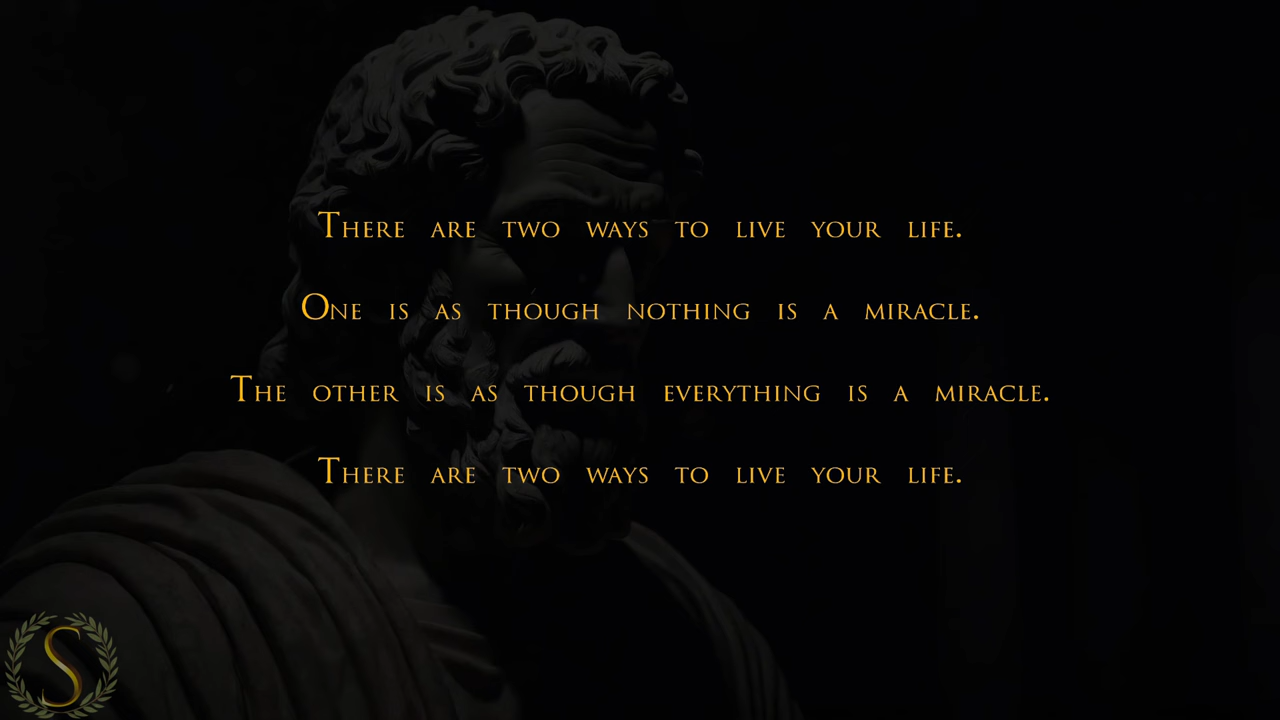 There are two ways to live your life.
One is as though nothing is a miracle.
The other is as though everything is a miracle.
There are two ways to live your life.
S